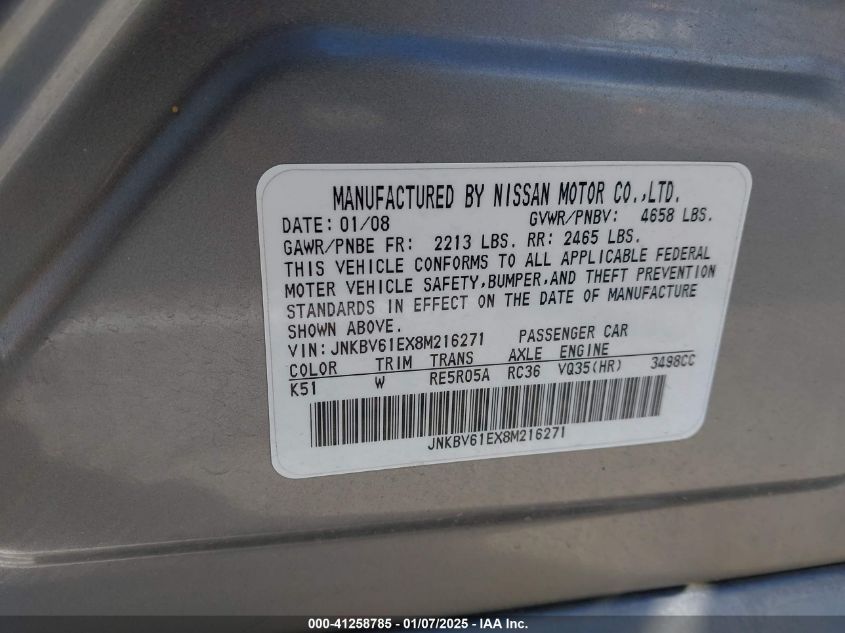 MANUFACTURED BY NISSAN MOTOR CO.,LTD.
DATE: 01/08 GVWR/PNBV: 4658 LBS.
GAWR/PNBE FR: 2213 LBS. RR: 2465 LBS.
THIS VEHICLE CONFORMS TO ALL APPLICABLE FEDERAL
MOTER VEHICLE SAFETY,BUMPER,AND THEFT PREVENTION
STANDARDS IN EFFECT ON THE DATE OF MANUFACTURE
SHOWN ABOVE.
VIN: JNKBV61EX8M216271 PASSENGER CAR
COLOR TRIM TRANS AXLE ENGINE
K51 W RE5R05A RC36 VQ35(HR) 3498CC
JNKBV61EX8M216271
000-41258785 - 01/07/2025 - IAA Inc.